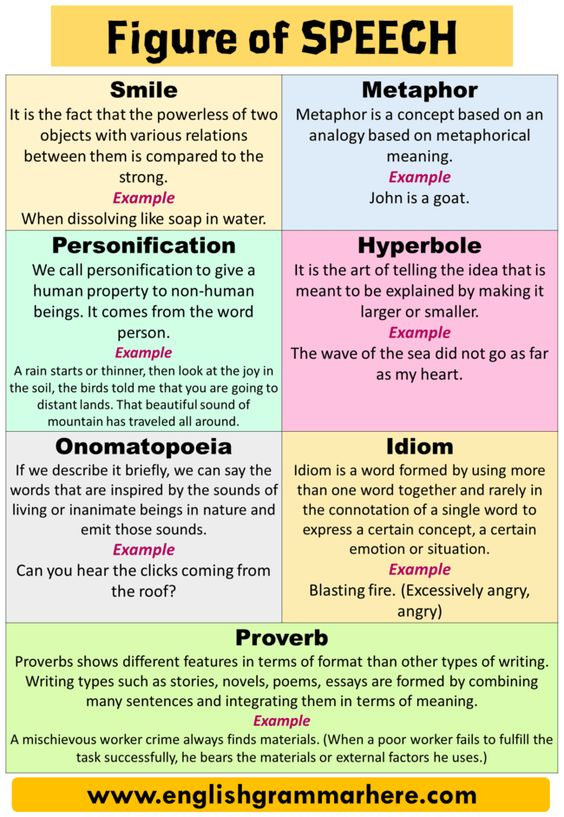 Figure of SPEECH
Smile
It is the fact that the powerless of two
objects with various relations
between them is compared to the
strong.
Example
When dissolving like soap in water.
Metaphor
Metaphor is a concept based on an
analogy based on metaphorical
meaning.
Example
John is a goat.
Personification
We call personification to give a
human property to non-human
beings. It comes from the word
person.
Example
A rain starts or thinner, then look at the joy in
the soil, the birds told me that you are going to
distant lands. That beautiful sound of
mountain has traveled all around.
Hyperbole
It is the art of telling the idea that is
meant to be explained by making it
larger or smaller.
Example
The wave of the sea did not go as far
as my heart.
Onomatopoeia
If we describe it briefly, we can say the
words that are inspired by the sounds of
living or inanimate beings in nature and
emit those sounds.
Example
Can you hear the clicks coming from
the roof?
Idiom
Idiom is a word formed by using more
than one word together and rarely in
the connotation of a single word to
express a certain concept, a certain
emotion or situation.
Example
Blasting fire. (Excessively angry,
angry)
Proverb
Proverbs shows different features in terms of format than other types of writing.
Writing types such as stories, novels, poems, essays are formed by combining
many sentences and integrating them in terms of meaning.
Example
A mischievous worker crime always finds materials. (When a poor worker fails to fulfill the
task successfully, he bears the materials or external factors he uses.)
www.englishgrammarhere.com